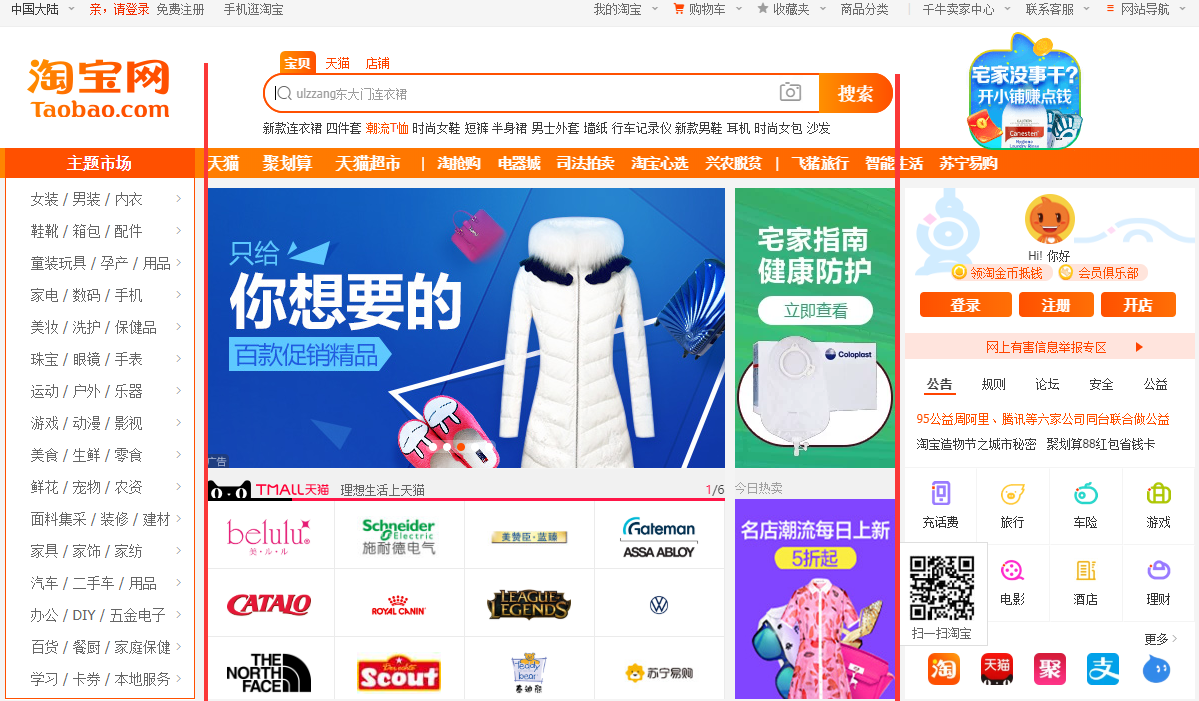 中国大陆 亲，请登录 免费注册 手机逛淘宝 我的淘宝 购物车 收藏夹 商品分类 千牛卖家中心 联系客服 网站导航
淘宝网
Taobao.com
宝贝 天猫 店铺
ulzzang东大门连衣裙 搜索
新款连衣裙 四件套 潮流T恤 时尚女鞋 短裤 半身裙 男士外套 墙纸 行车记录仪 新款男鞋 耳机 时尚女包 沙发
宅家没事干?
开小铺赚点钱
Canesten
主题市场 天猫 聚划算 天猫超市 | 淘抢购 电器城 司法拍卖 淘宝心选 兴农脱贫 | 飞猪旅行 智能生活 苏宁易购
女装 / 男装 / 内衣
鞋靴 / 箱包 / 配件
童装玩具 / 孕产 / 用品
家电 / 数码 / 手机
美妆 / 洗护 / 保健品
珠宝 / 眼镜 / 手表
运动 / 户外 / 乐器
游戏 / 动漫 / 影视
美食 / 生鲜 / 零食
鲜花 / 宠物 / 农资
面料集采 / 装修 / 建材
家具 / 家饰 / 家纺
汽车 / 二手车 / 用品
办公 / DIY / 五金电子
百货 / 餐厨 / 家庭保健
学习 / 卡券 / 本地服务
只给
你想要的
百款促销精品
广告
宅家指南
健康防护
立即查看
Coloplast
TMALL天猫 理想生活上天猫 1/6
belulu
美・ル・ル
Schneider
Electric
施耐德电气
美赞臣·蓝臻
Gateman
ASSA ABLOY
CATALO
ROYAL CANIN
LEAGUE
LEGENDS
THE
NORTH
FACE
Des echte
Scout
Teddy
bear
泰迪熊
苏宁易购
今日热卖
名店潮流每日上新
5折起
Hi! 你好
领淘金币抵钱 会员俱乐部
登录 注册 开店
网上有害信息举报专区
公告 规则 论坛 安全 公益
95公益周阿里、腾讯等六家公司同台联合做公益
淘宝造物节之城市秘密 聚划算88红包省钱卡
充话费 旅行 车险 游戏
电影 酒店 理财
扫一扫淘宝
更多
淘 天猫 聚 支